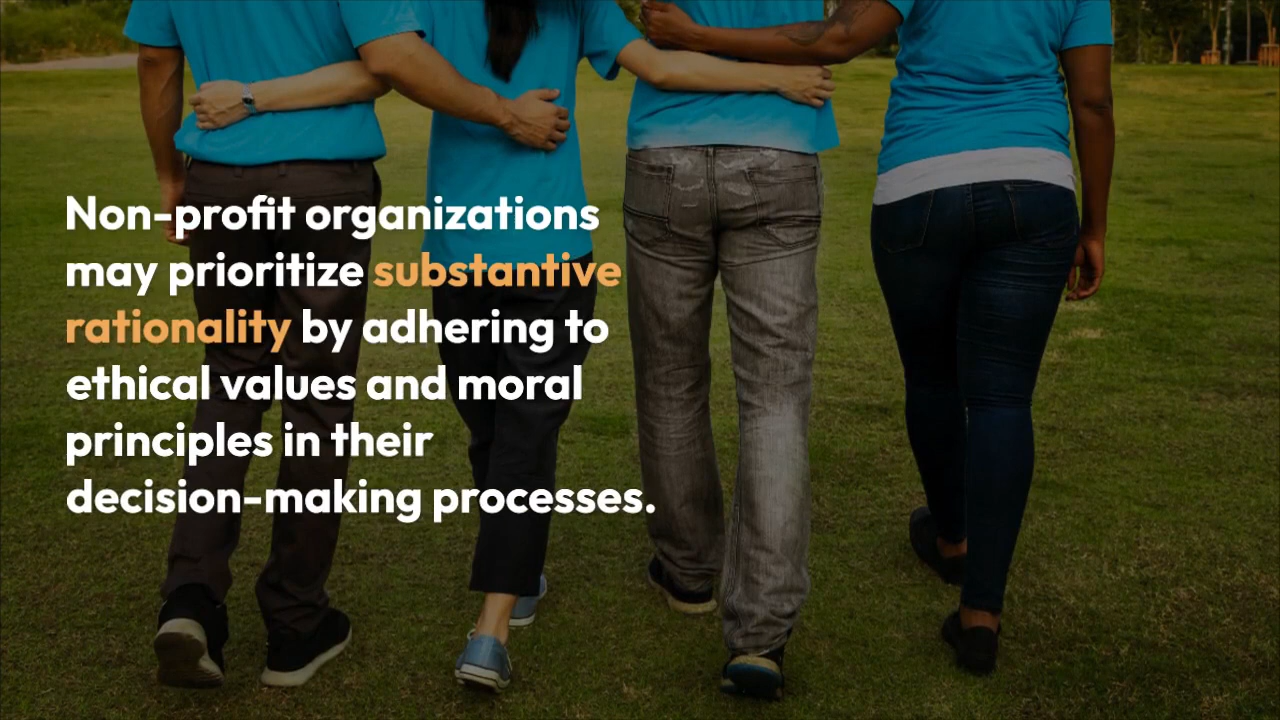 Non-profit organizations
may prioritize substantive
rationality by adhering to
ethical values and moral
principles in their
decision-making processes.